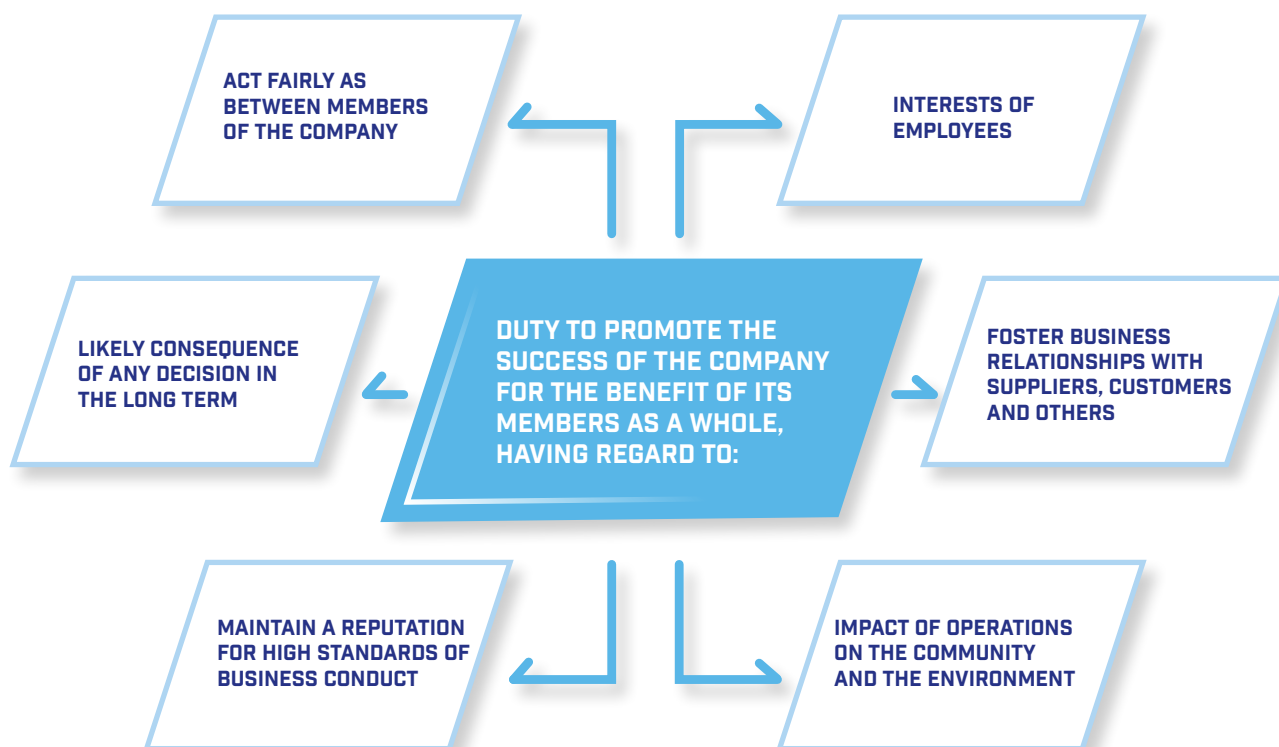 ACT FAIRLY AS
BETWEEN MEMBERS
OF THE COMPANY
INTERESTS OF
EMPLOYEES
LIKELY CONSEQUENCE
OF ANY DECISION IN
THE LONG TERM
DUTY TO PROMOTE THE
SUCCESS OF THE COMPANY
FOR THE BENEFIT OF ITS
MEMBERS AS A WHOLE,
HAVING REGARD TO:
FOSTER BUSINESS
RELATIONSHIPS WITH
SUPPLIERS, CUSTOMERS
AND OTHERS
MAINTAIN A REPUTATION
FOR HIGH STANDARDS OF
BUSINESS CONDUCT
IMPACT OF OPERATIONS
ON THE COMMUNITY
AND THE ENVIRONMENT